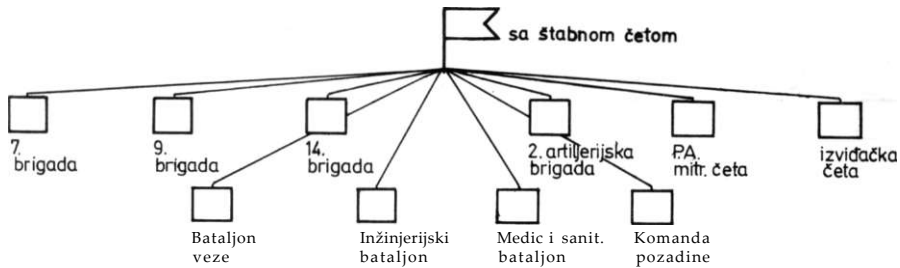 sa štabnom četom
7.
brigada
9.
brigada
14.
brigada
2. artiljerijska
brigada
P.A.
mitr. četa
izviđačka
četa
Bataljon
veze
Inžinjerijski
bataljon
Medic i sanit.
bataljon
Komanda
pozadine